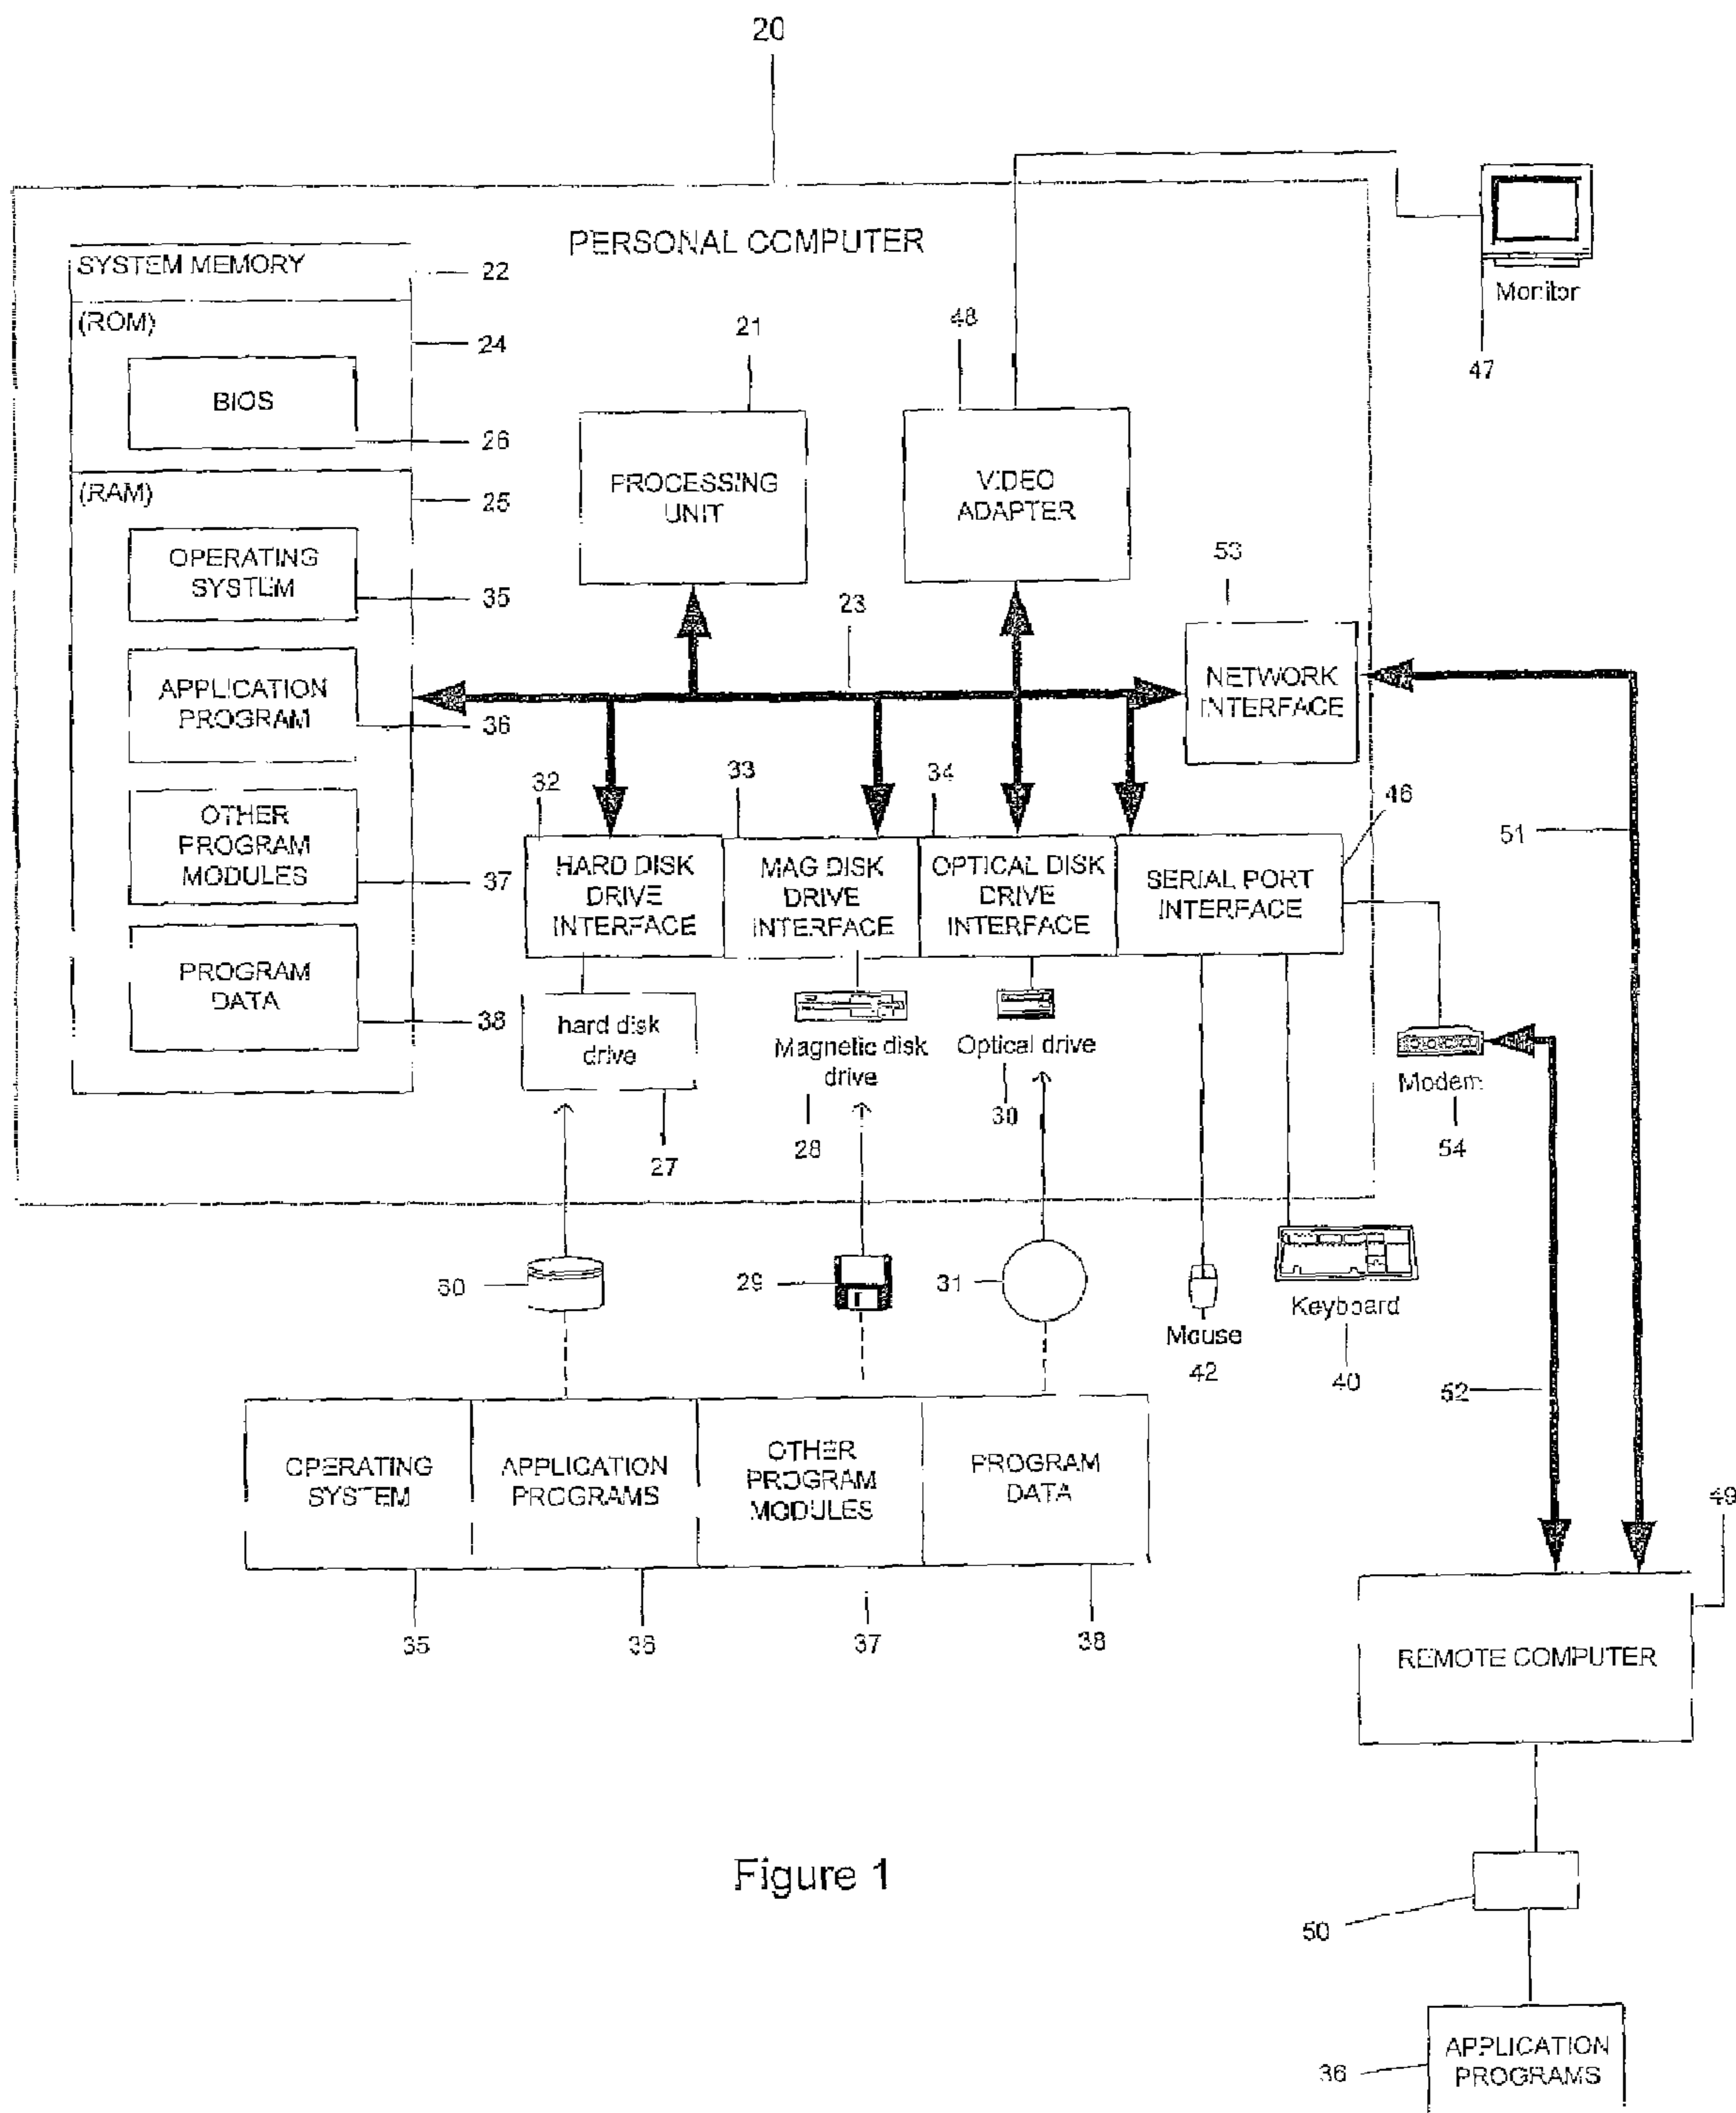 20
PERSONAL COMPUTER
SYSTEM MEMORY
22
(ROM)
24
BIOS
26
(RAM)
25
OPERATING
SYSTEM
35
APPLICATION
PROGRAM
36
OTHER
PROGRAM
MODULES
37
PROGRAM
DATA
38
21
PROCESSING
UNIT
48
VIDEO
ADAPTER
Monitor
47
23
53
NETWORK
INTERFACE
32
HARD DISK
DRIVE
INTERFACE
33
MAG DISK
DRIVE
INTERFACE
34
OPTICAL DISK
DRIVE
INTERFACE
46
SERIAL PORT
INTERFACE
51
hard disk
drive
27
Magnetic disk
drive
28
Optical drive
30
Modem
54
60
29
31
Mouse
42
Keyboard
40
52
OPERATING
SYSTEM
35
APPLICATION
PROGRAMS
36
OTHER
PROGRAM
MODULES
37
PROGRAM
DATA
38
49
REMOTE COMPUTER
50
APPLICATION
PROGRAMS
36
Figure 1